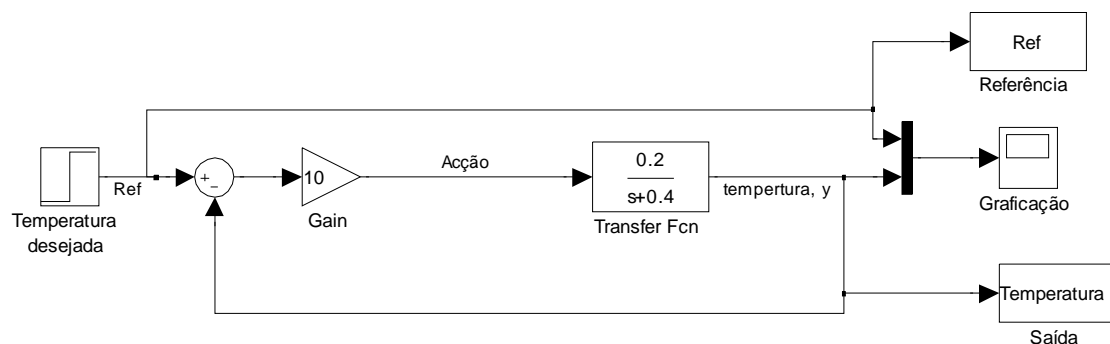 Ref
Referência
Temperatura
desejada
Ref
+
−
10
Gain
Acção
0.2
s+0.4
Transfer Fcn
tempertura, y
Graficação
Temperatura
Saída